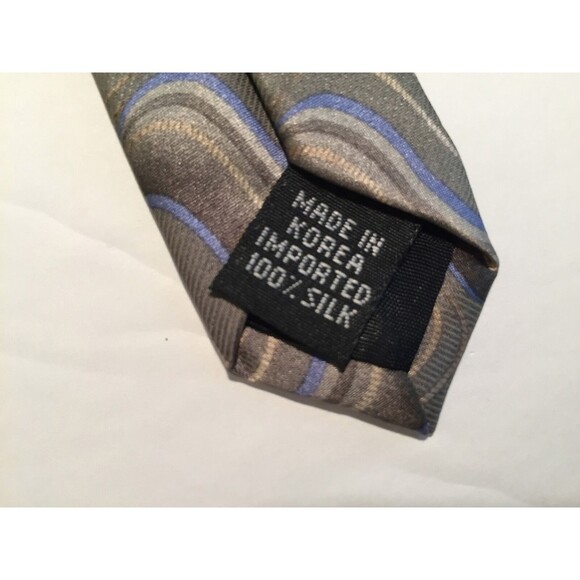 MADE IN
KOREA
IMPORTED
100% SILK